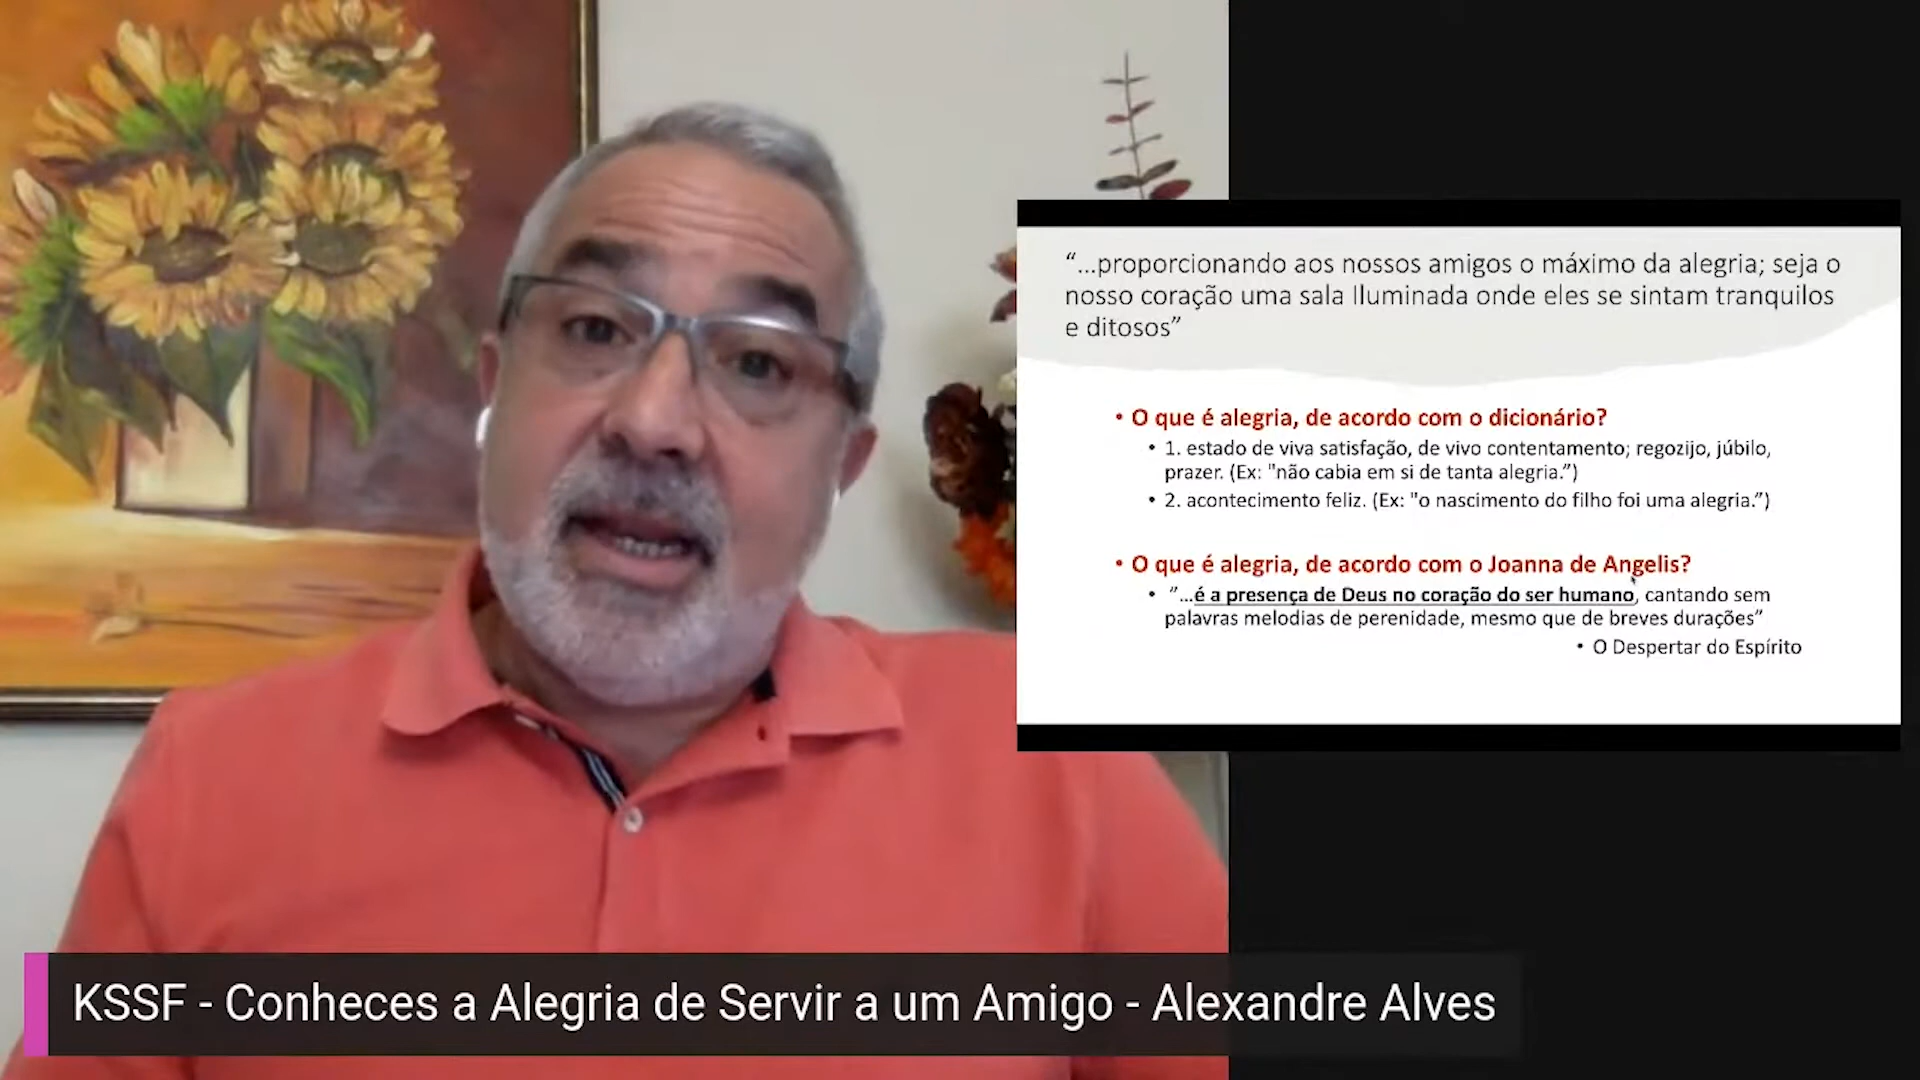 “...proporcionando aos nossos amigos o máximo da alegria; seja o
nosso coração uma sala Iluminada onde eles se sintam tranquilos
e ditosos”
• O que é alegria, de acordo com o dicionário?
• 1. estado de viva satisfação, de vivo contentamento; regozijo, júbilo,
prazer. (Ex: "não cabia em si de tanta alegria.”)
• 2. acontecimento feliz. (Ex: "o nascimento do filho foi uma alegria.”)
• O que é alegria, de acordo com o Joanna de Angelis?
• “...é a presença de Deus no coração do ser humano, cantando sem
palavras melodias de perenidade, mesmo que de breves durações”
• O Despertar do Espírito
KSSF - Conheces a Alegria de Servir a um Amigo - Alexandre Alves